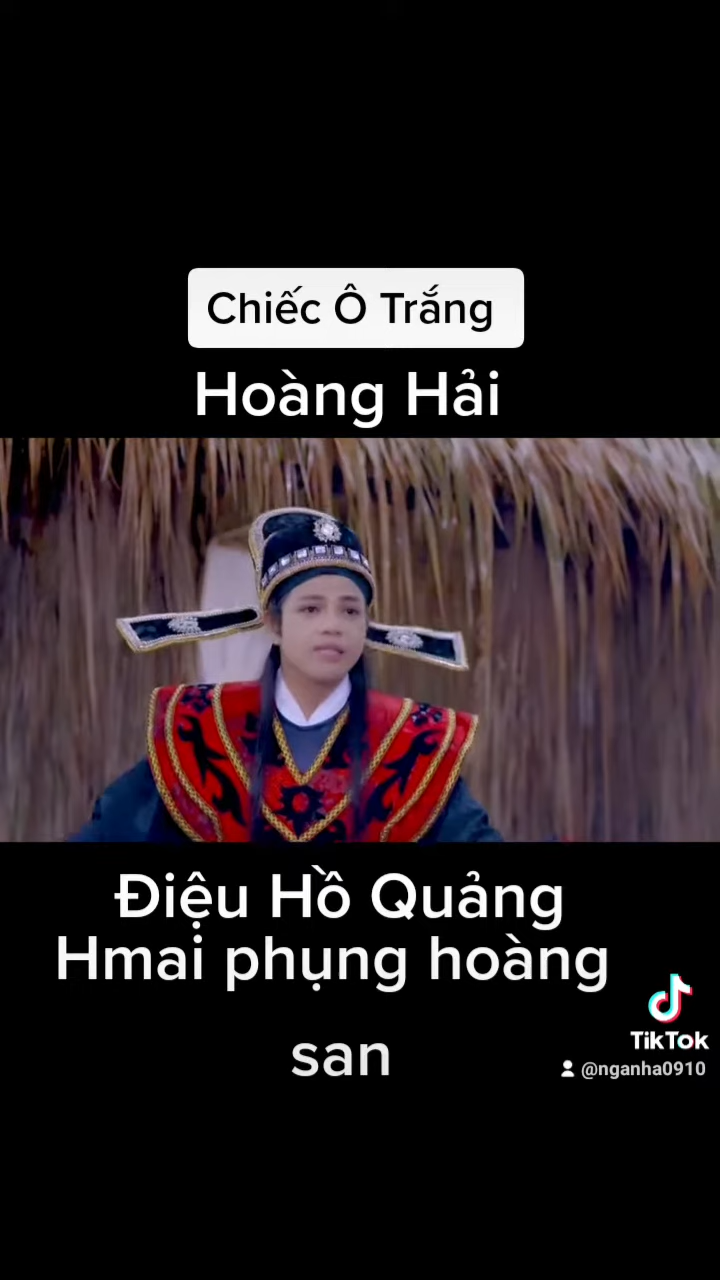 Chiếc Ô Trắng
Hoàng Hải
Điệu Hồ Quảng
Hmai phụng hoàng
san
TikTok
@nganha0910